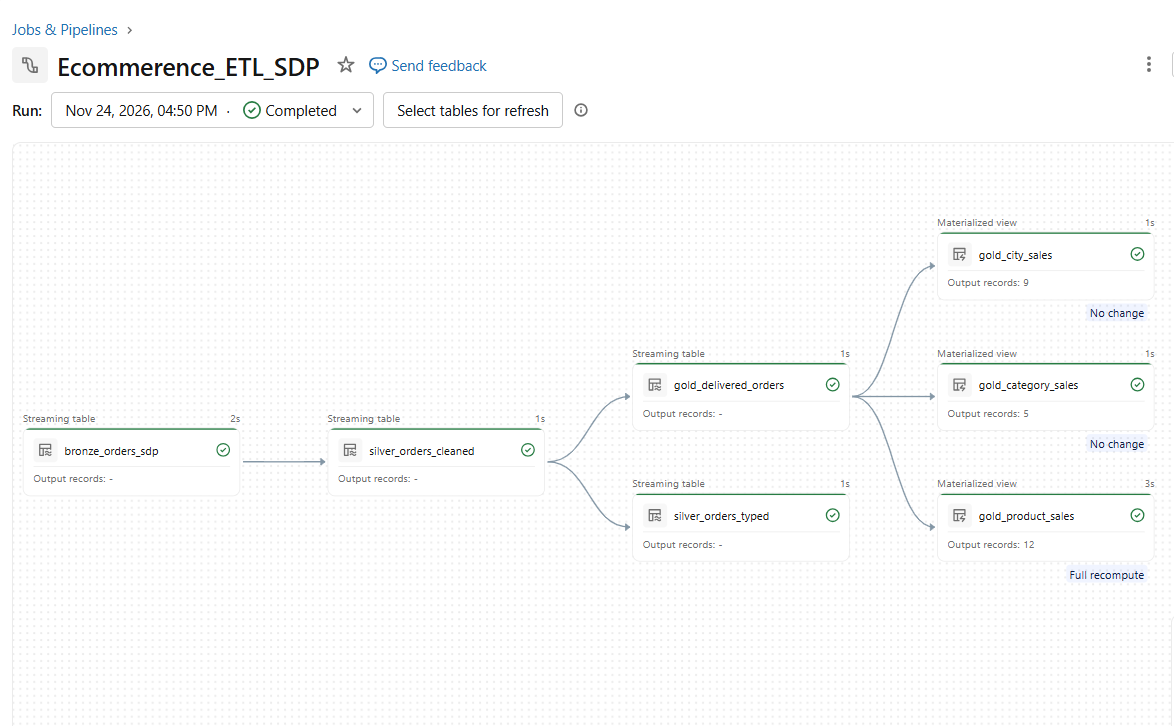 Jobs & Pipelines ›
Ecommerence_ETL_SDP Send feedback
Run: Nov 24, 2026, 04:50 PM · Completed Select tables for refresh
Materialized view 1s
gold_city_sales
Output records: 9
No change
Streaming table 1s
gold_delivered_orders
Output records: -
Materialized view 1s
gold_category_sales
Output records: 5
No change
Streaming table 2s
bronze_orders_sdp
Output records: -
Streaming table 1s
silver_orders_cleaned
Output records: -
Streaming table 1s
silver_orders_typed
Output records: -
Materialized view 3s
gold_product_sales
Output records: 12
Full recompute